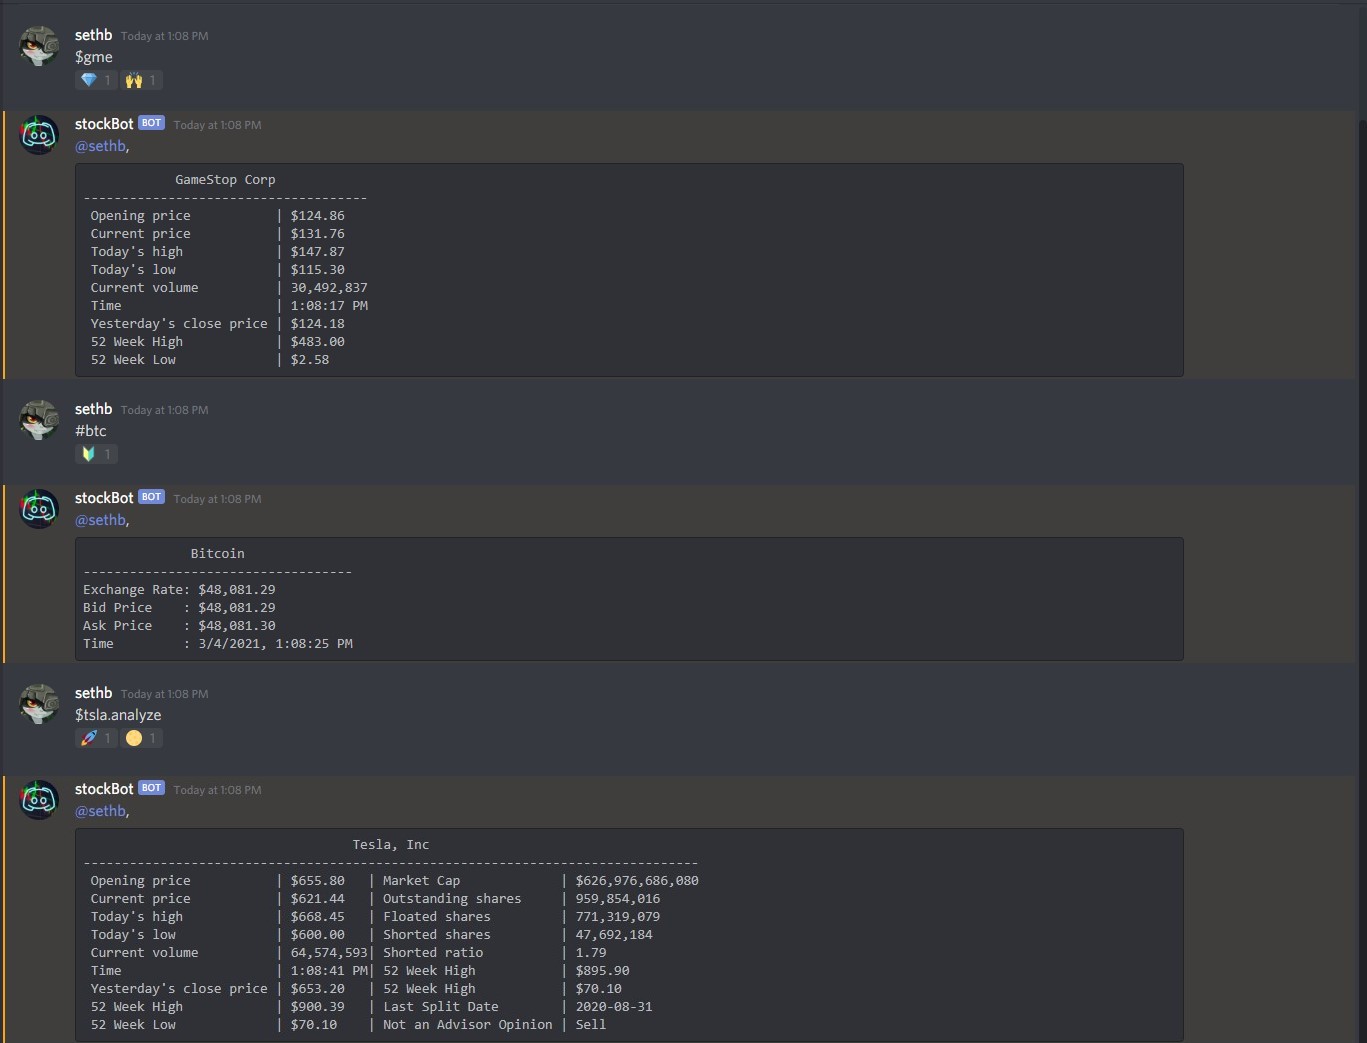 sethb Today at 1:08 PM
$gme
💎 1 🙌 1
stockBot BOT Today at 1:08 PM
@sethb,
GameStop Corp
-------------------------------------
Opening price | $124.86
Current price | $131.76
Today's high | $147.87
Today's low | $115.30
Current volume | 30,492,837
Time | 1:08:17 PM
Yesterday's close price | $124.18
52 Week High | $483.00
52 Week Low | $2.58
sethb Today at 1:08 PM
#btc
🔰 1
stockBot BOT Today at 1:08 PM
@sethb,
Bitcoin
-----------------------------------
Exchange Rate: $48,081.29
Bid Price : $48,081.29
Ask Price : $48,081.30
Time : 3/4/2021, 1:08:25 PM
sethb Today at 1:08 PM
$tsla.analyze
🚀 1 🌕 1
stockBot BOT Today at 1:08 PM
@sethb,
Tesla, Inc
--------------------------------------------------------------------------------
Opening price | $655.80 | Market Cap | $626,976,686,080
Current price | $621.44 | Outstanding shares | 959,854,016
Today's high | $668.45 | Floated shares | 771,319,079
Today's low | $600.00 | Shorted shares | 47,692,184
Current volume | 64,574,593| Shorted ratio | 1.79
Time | 1:08:41 PM| 52 Week High | $895.90
Yesterday's close price | $653.20 | 52 Week High | $70.10
52 Week High | $900.39 | Last Split Date | 2020-08-31
52 Week Low | $70.10 | Not an Advisor Opinion | Sell